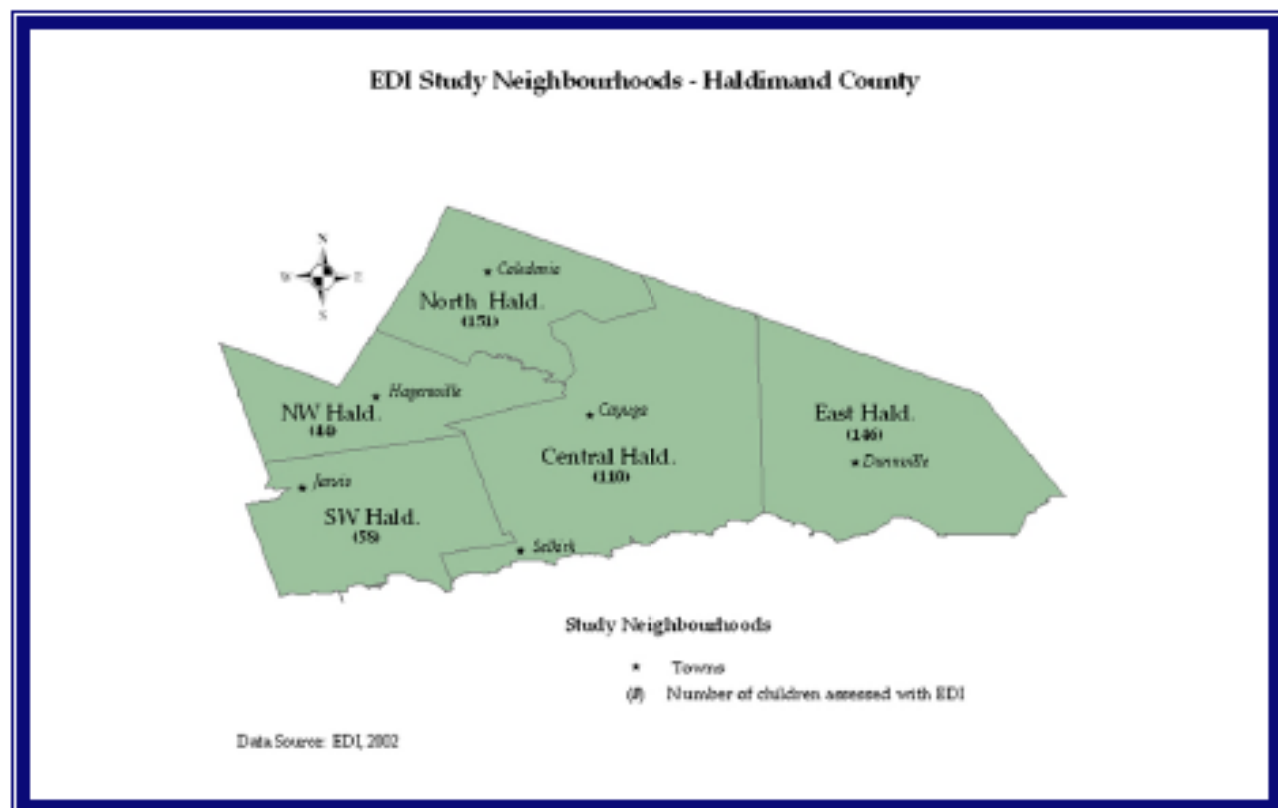 EDI Study Neighbourhoods - Haldimand County
N
W E
S
Caledonia
North Hald.
(151)
Hagersville
NW Hald.
(44)
Cayuga
East Hald.
(146)
Central Hald.
(110)
Dunnville
Jarvis
SW Hald.
(58)
Selkirk
Study Neighbourhoods
* Towns
(#) Number of children assessed with EDI
Data Source: EDI, 2002